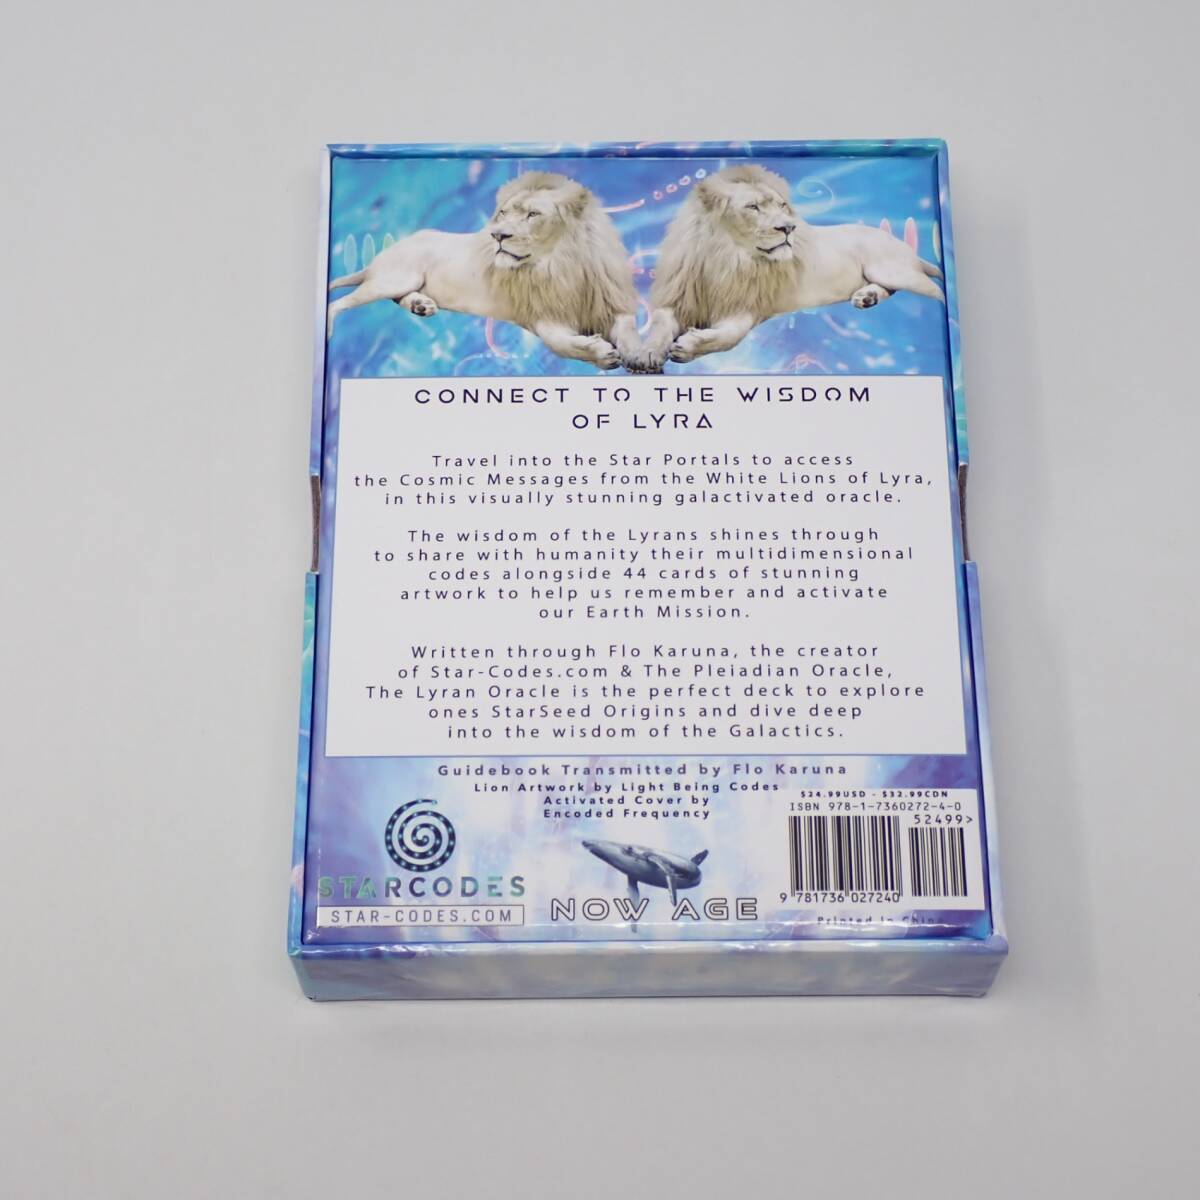 CONNECT TO THE WISDOM
OF LYRA
Travel into the Star Portals to access
the Cosmic Messages from the White Lions of Lyra,
in this visually stunning galactivated oracle.
The wisdom of the Lyrans shines through
to share with humanity their multidimensional
codes alongside 44 cards of stunning
artwork to help us remember and activate
our Earth Mission.
Written through Flo Karuna, the creator
of Star-Codes.com & The Pleiadian Oracle,
The Lyran Oracle is the perfect deck to explore
ones StarSeed Origins and dive deep
into the wisdom of the Galactics.
Guidebook Transmitted by Flo Karuna
Lion Artwork by Light Being Codes
Activated Cover by
Encoded Frequency
STARCODES
STAR-CODES.COM
NOW AGE
$24.99USD - $32.99CDN
ISBN 978-1-7360272-4-0
52499>
9 781736 027240
Printed in China